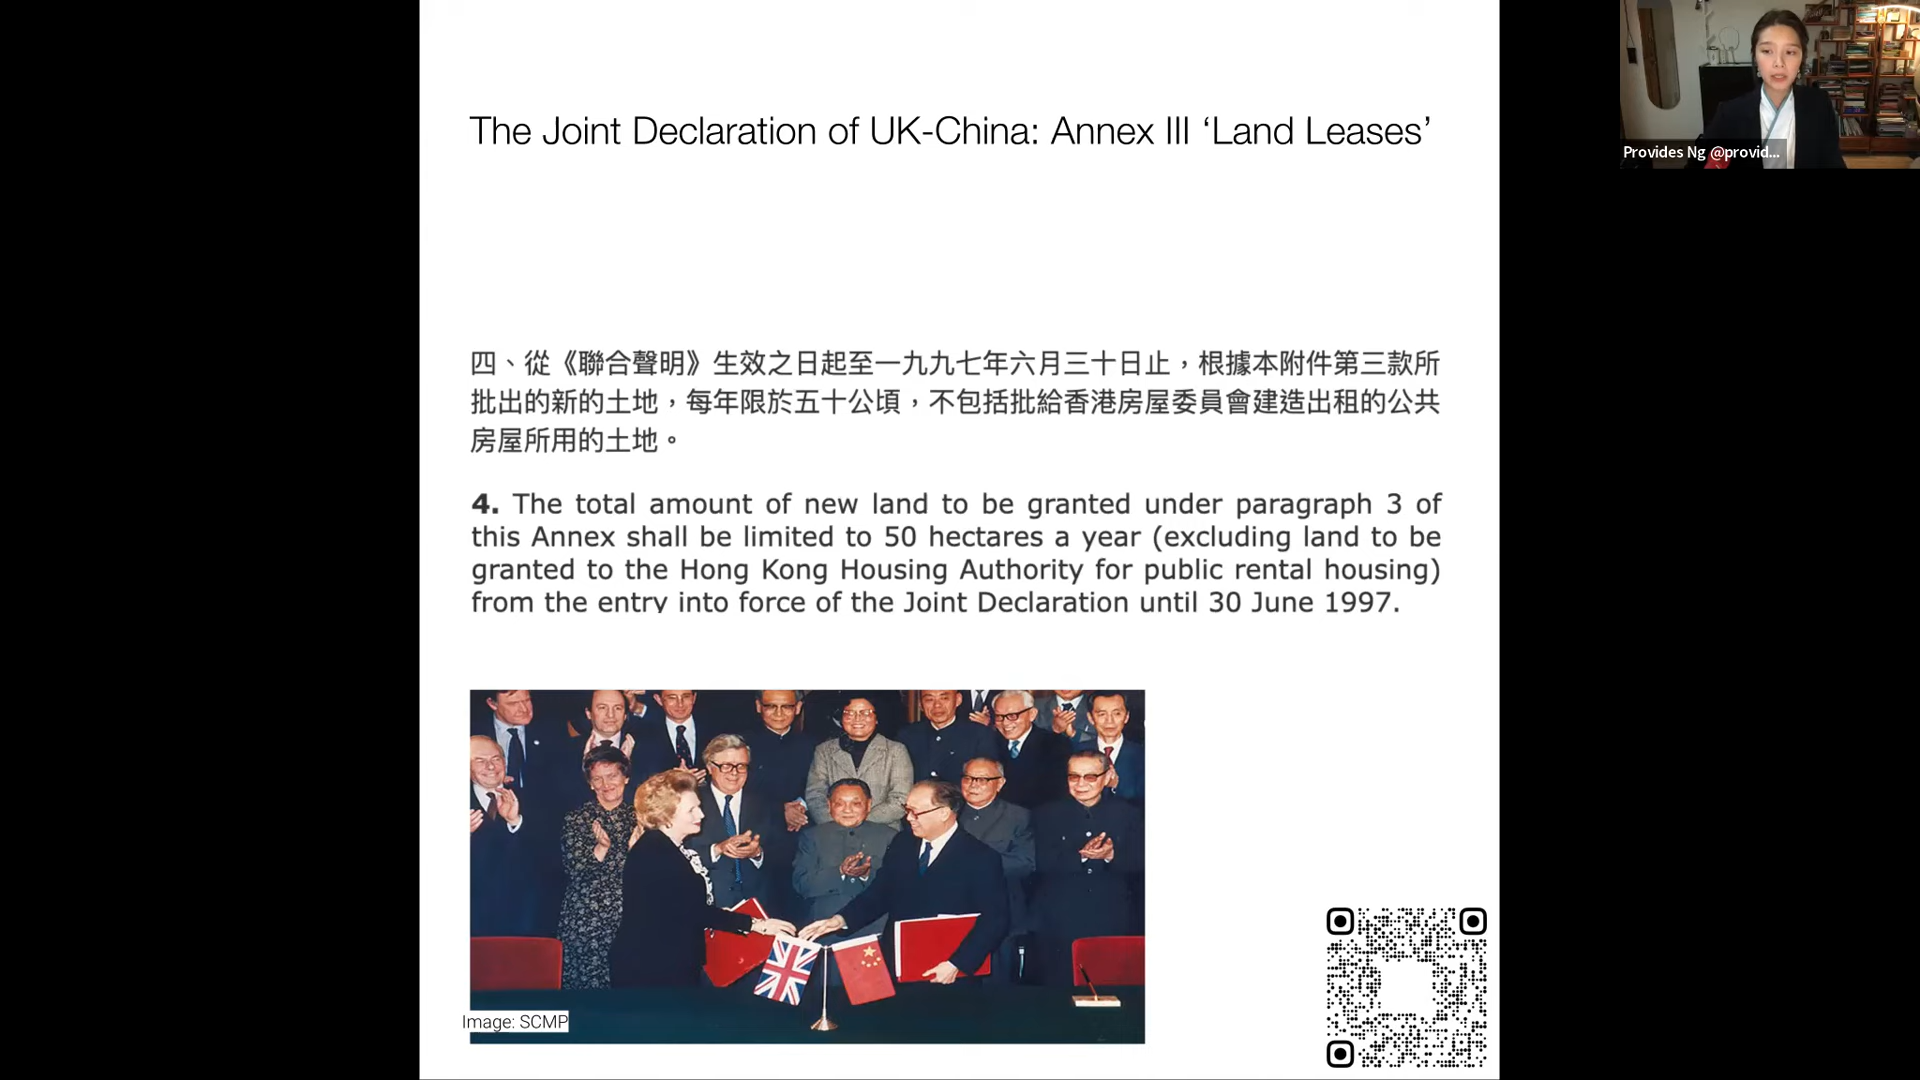 The Joint Declaration of UK-China: Annex III ‘Land Leases’
Provides Ng @provid...
四、從《聯合聲明》生效之日起至一九九七年六月三十日止，根據本附件第三款所
批出的新的土地，每年限於五十公頃，不包括批給香港房屋委員會建造出租的公共
房屋所用的土地。
4. The total amount of new land to be granted under paragraph 3 of
this Annex shall be limited to 50 hectares a year (excluding land to be
granted to the Hong Kong Housing Authority for public rental housing)
from the entry into force of the Joint Declaration until 30 June 1997.
Image: SCMP